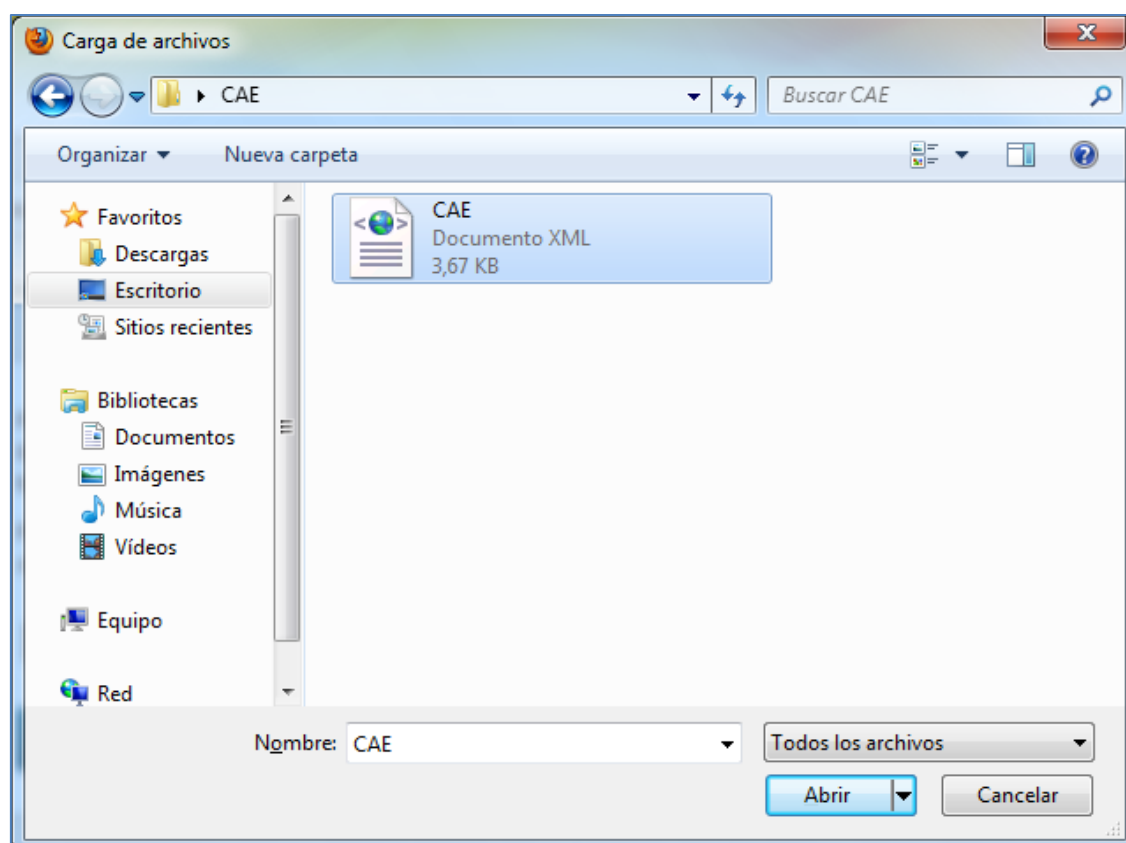 Carga de archivos
CAE
Buscar CAE
Organizar
Nueva carpeta
Favoritos
Descargas
Escritorio
Sitios recientes
Bibliotecas
Documentos
Imágenes
Música
Vídeos
Equipo
Red
CAE
Documento XML
3,67 KB
Nombre: CAE
Todos los archivos
Abrir
Cancelar